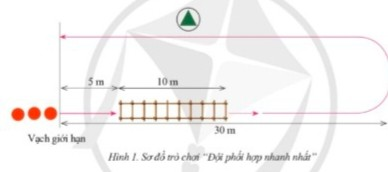 5 m
10 m
30 m
Vạch giới hạn
Hình 1. Sơ đồ trò chơi “Đội phối hợp nhanh nhất”